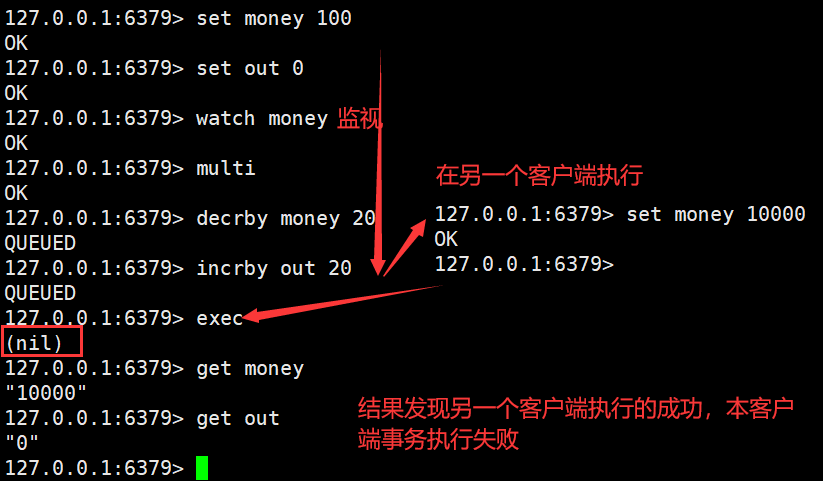 127.0.0.1:6379> set money 100
OK
127.0.0.1:6379> set out 0
OK
127.0.0.1:6379> watch money 监视
OK
127.0.0.1:6379> multi
OK
127.0.0.1:6379> decrby money 20
QUEUED
127.0.0.1:6379> incrby out 20
QUEUED
在另一个客户端执行
127.0.0.1:6379> set money 10000
OK
127.0.0.1:6379>
127.0.0.1:6379> exec
(nil)
127.0.0.1:6379> get money
"10000"
127.0.0.1:6379> get out
"0"
127.0.0.1:6379>
结果发现另一个客户端执行的成功，本客户
端事务执行失败